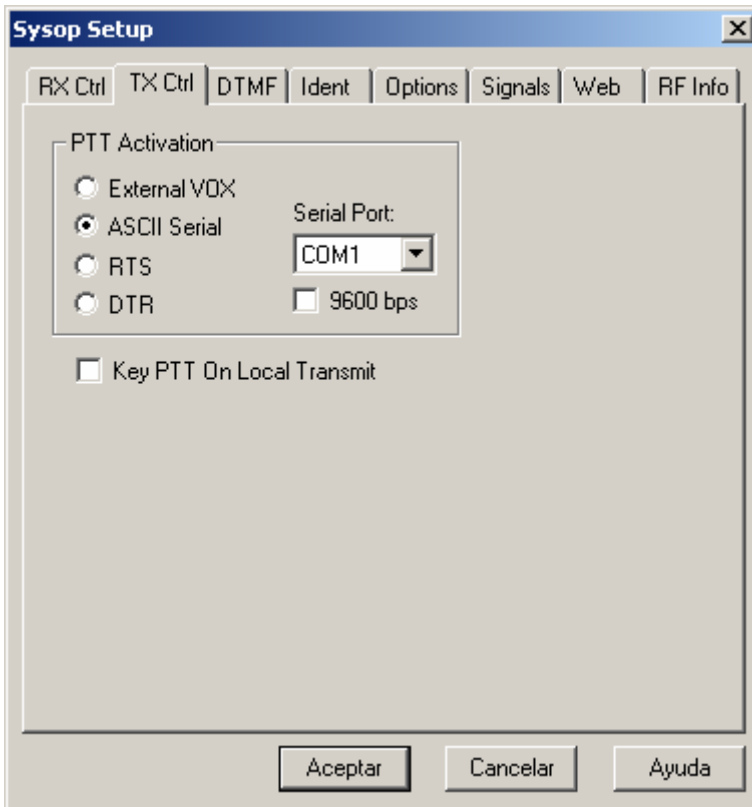 Sysop Setup
RX Ctrl TX Ctrl DTMF Ident Options Signals Web RF Info
PTT Activation
External VOX
ASCII Serial
RTS
DTR
Serial Port:
COM1
9600 bps
Key PTT On Local Transmit
Aceptar Cancelar Ayuda